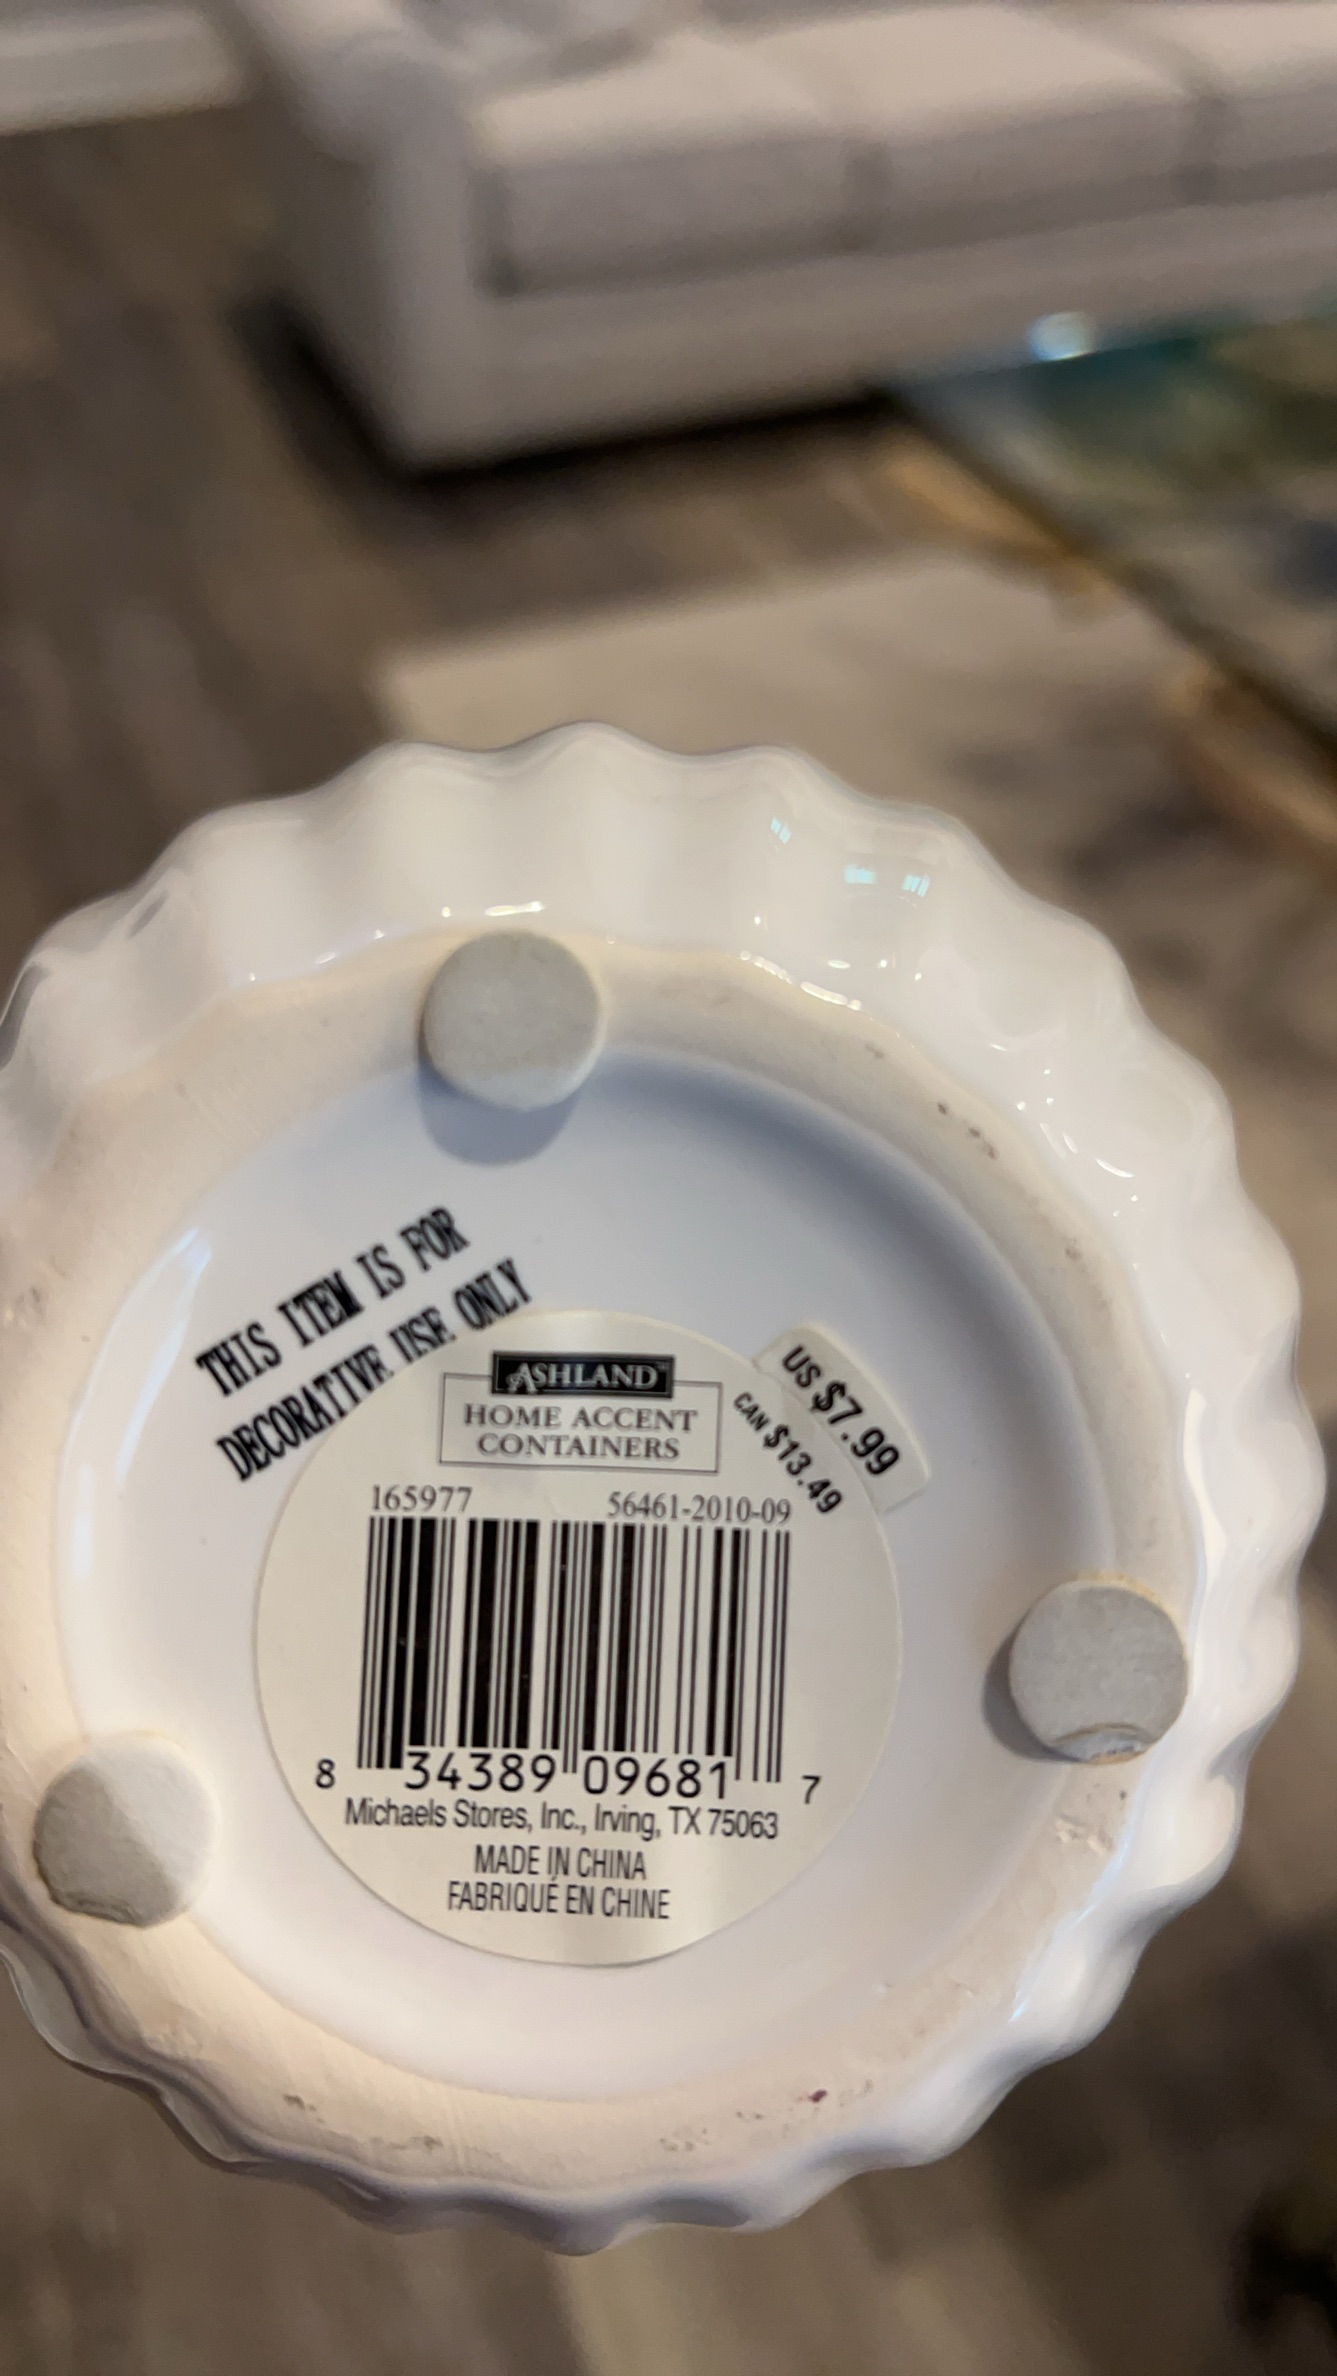 THIS ITEM IS FOR
DECORATIVE USE ONLY
ASHLAND™
HOME ACCENT
CONTAINERS
US $7.99
CAN $13.49
165977 56461-2010-09
8 34389 09681 7
Michaels Stores, Inc., Irving, TX 75063
MADE IN CHINA
FABRIQUÉ EN CHINE